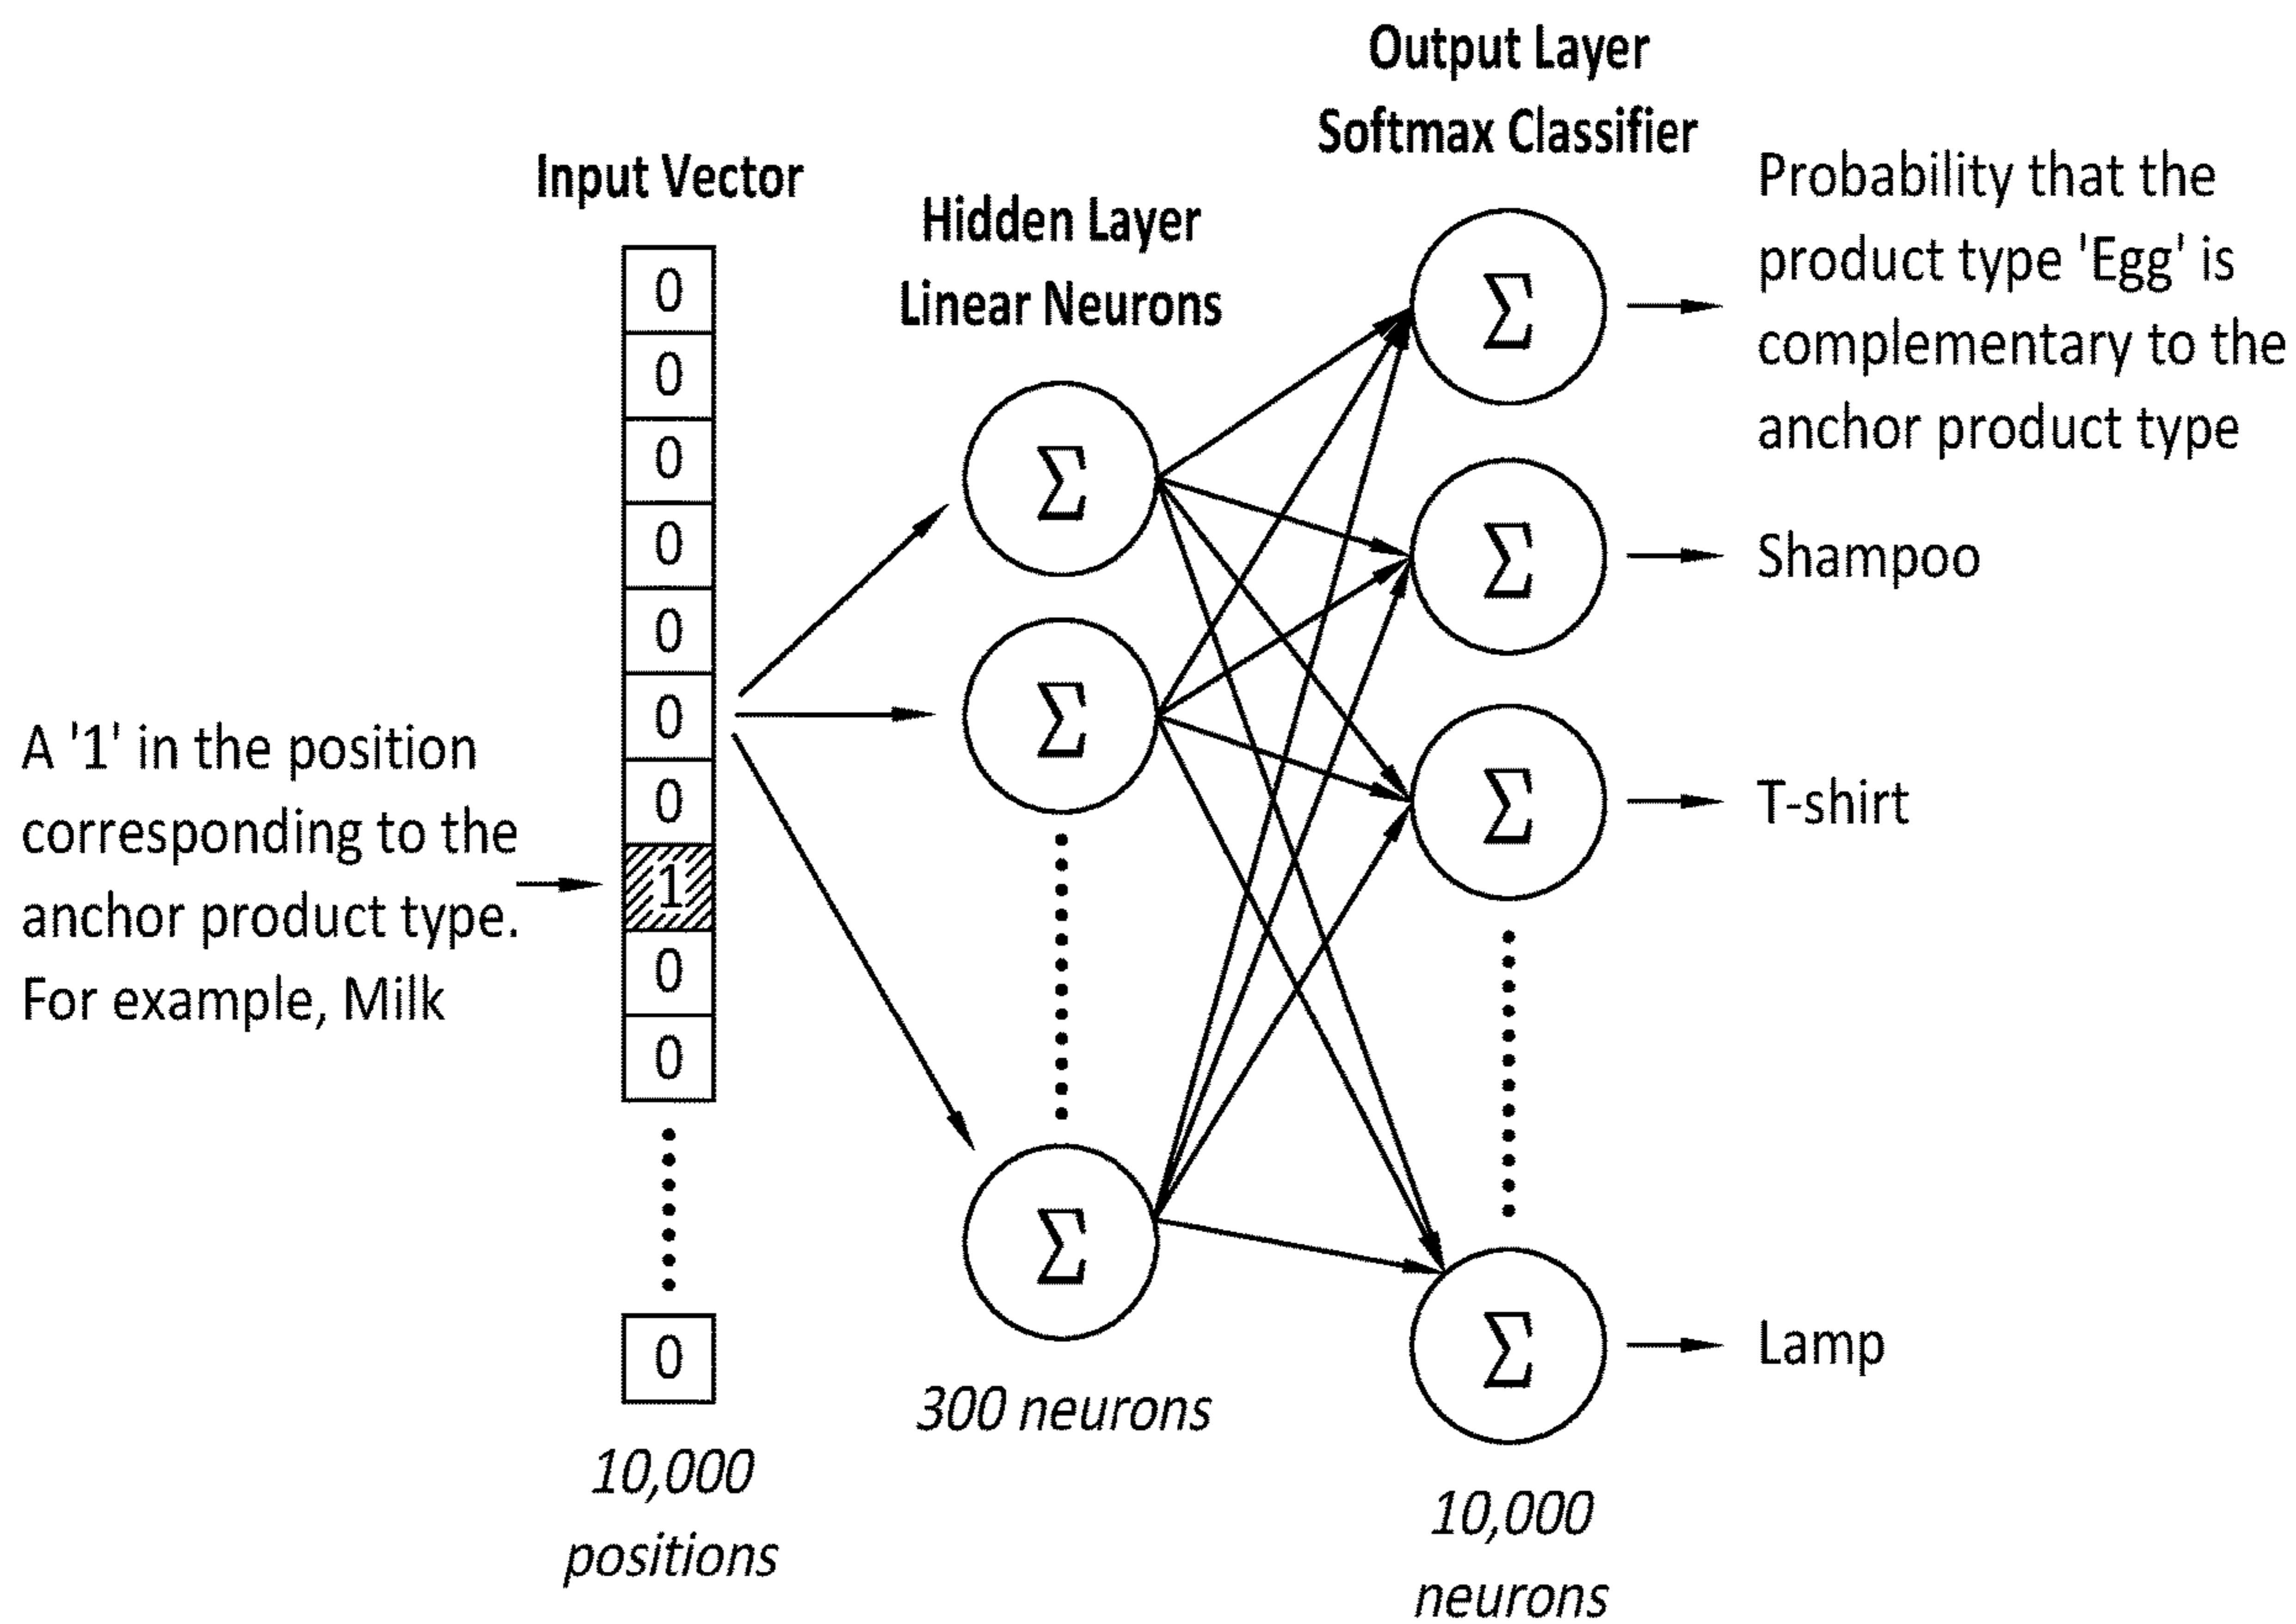 Output Layer
Softmax Classifier
Input Vector
Hidden Layer
Linear Neurons
Probability that the
product type 'Egg' is
complementary to the
anchor product type
0
0
0
0
0
0
0
1
0
0
0
A '1' in the position
corresponding to the
anchor product type.
For example, Milk
Σ
Σ
Σ
Σ
Σ
Σ
Σ
Shampoo
T-shirt
Lamp
10,000
positions
300 neurons
10,000
neurons